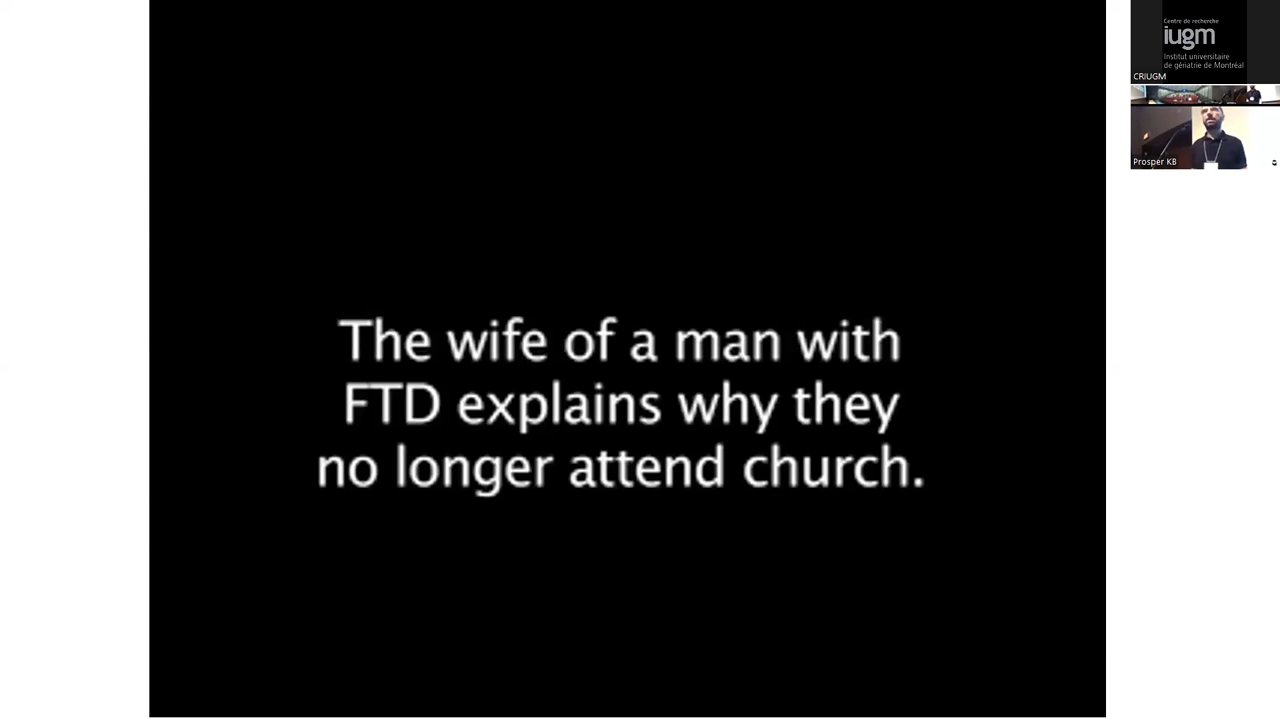 The wife of a man with
FTD explains why they
no longer attend church.
Centre de recherche
iugm
Institut universitaire
de gériatrie de Montréal
CRIUGM
Prosper KB